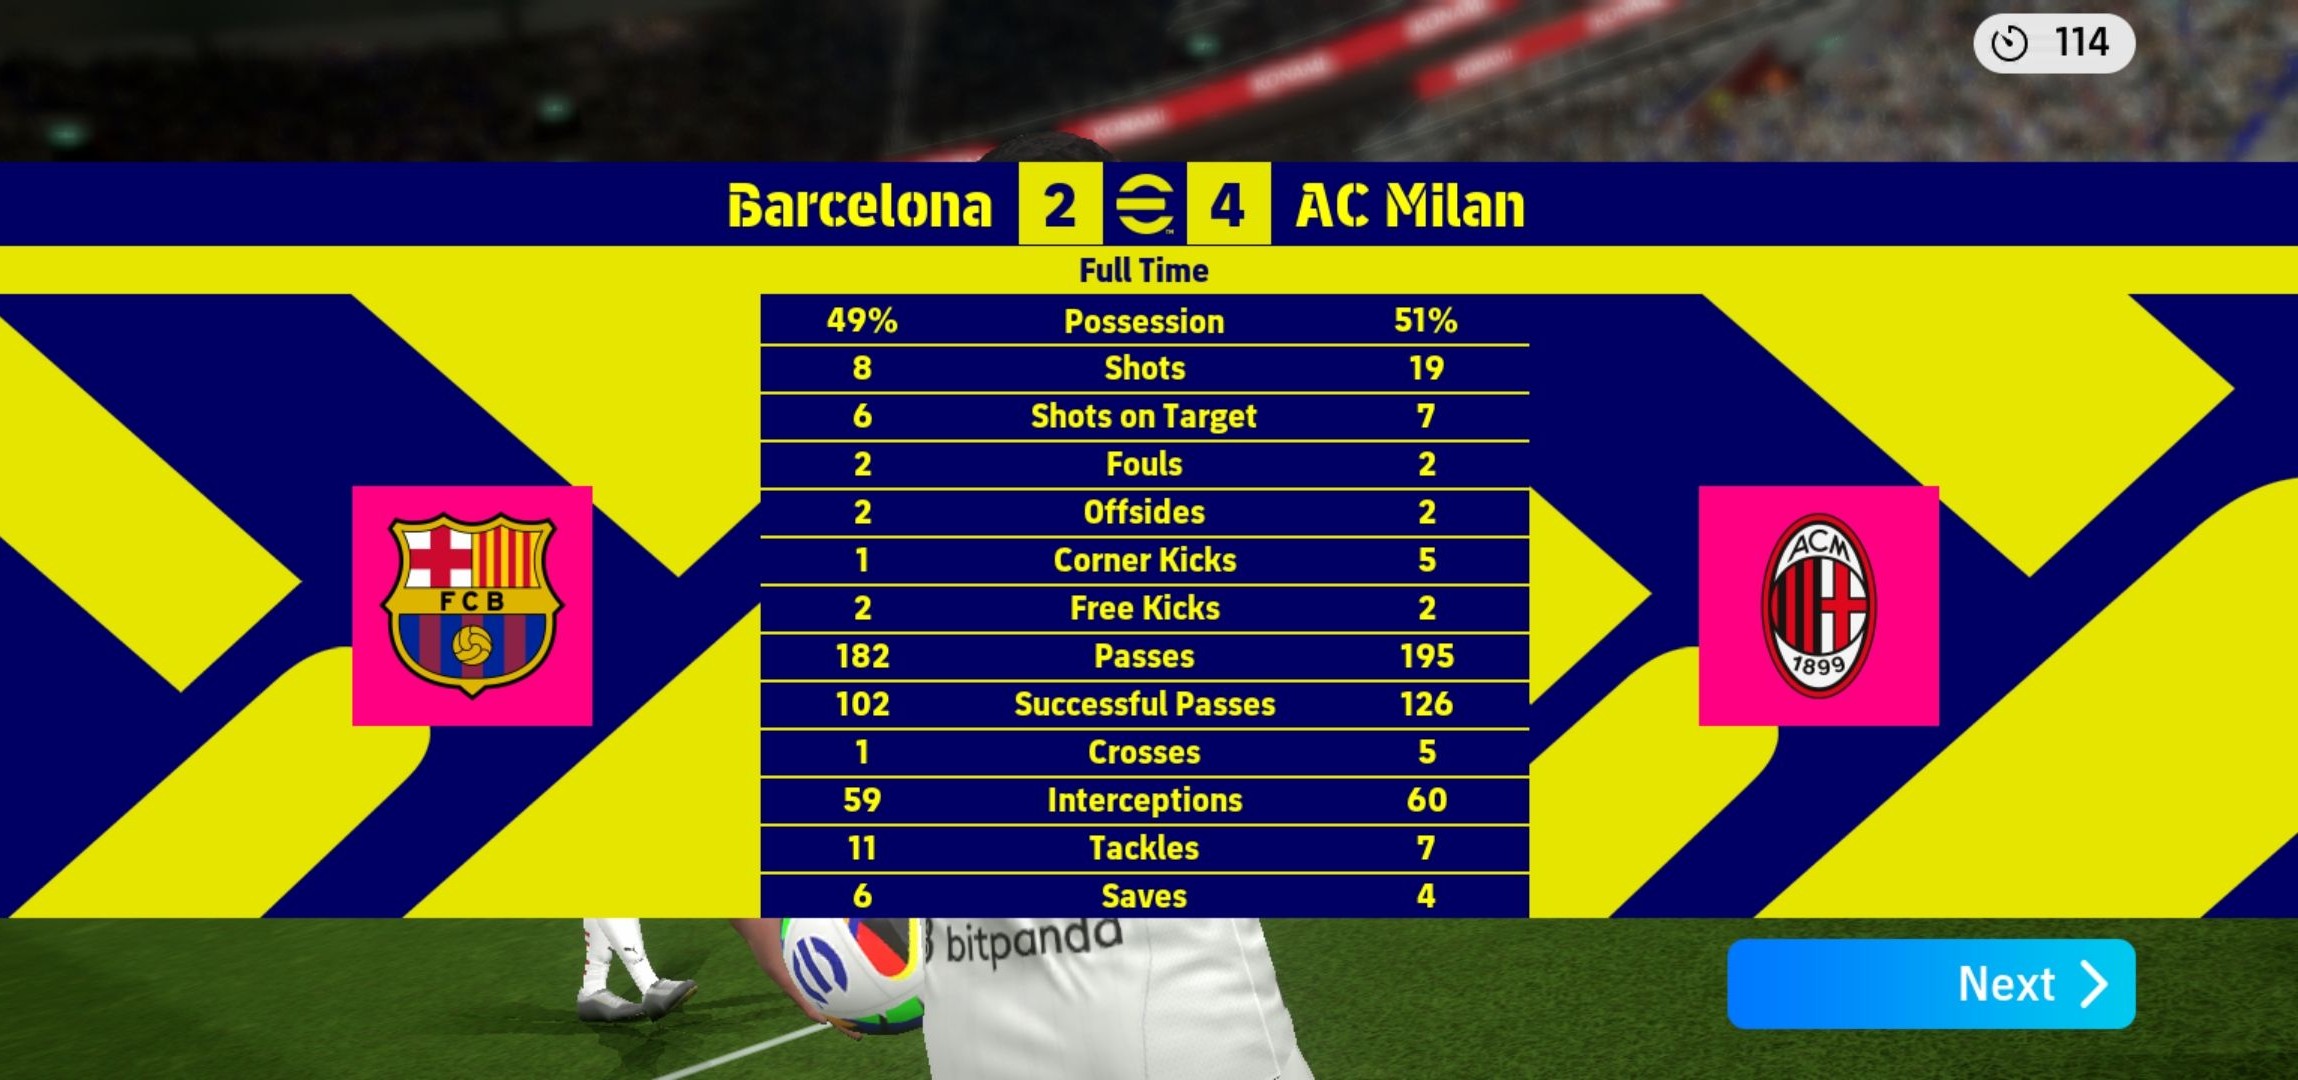 114
Barcelona 2 4 AC Milan
Full Time
49% Possession 51%
8 Shots 19
6 Shots on Target 7
2 Fouls 2
2 Offsides 2
1 Corner Kicks 5
2 Free Kicks 2
182 Passes 195
102 Successful Passes 126
1 Crosses 5
59 Interceptions 60
11 Tackles 7
6 Saves 4
FCB
ACM
1899
bitpanda
Next